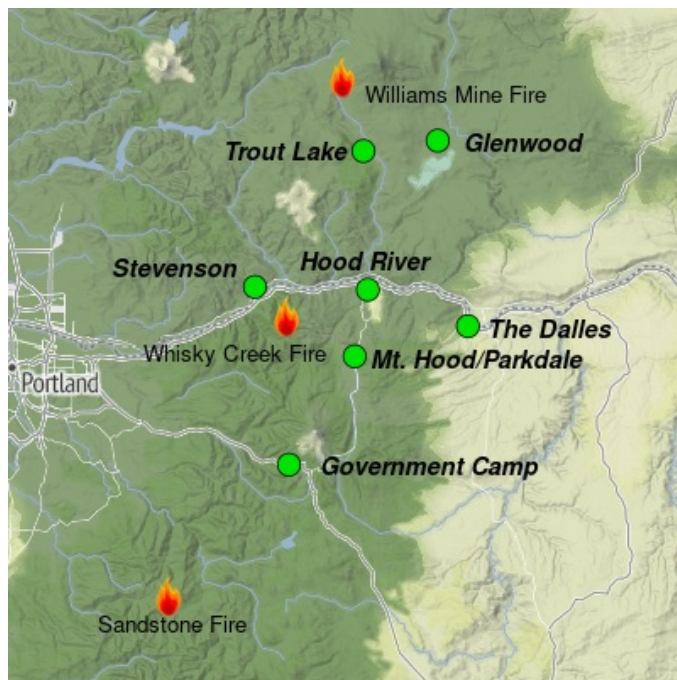 Williams Mine Fire
Trout Lake
Glenwood
Stevenson
Hood River
The Dalles
Whisky Creek Fire
Mt. Hood/Parkdale
Portland
Government Camp
Sandstone Fire